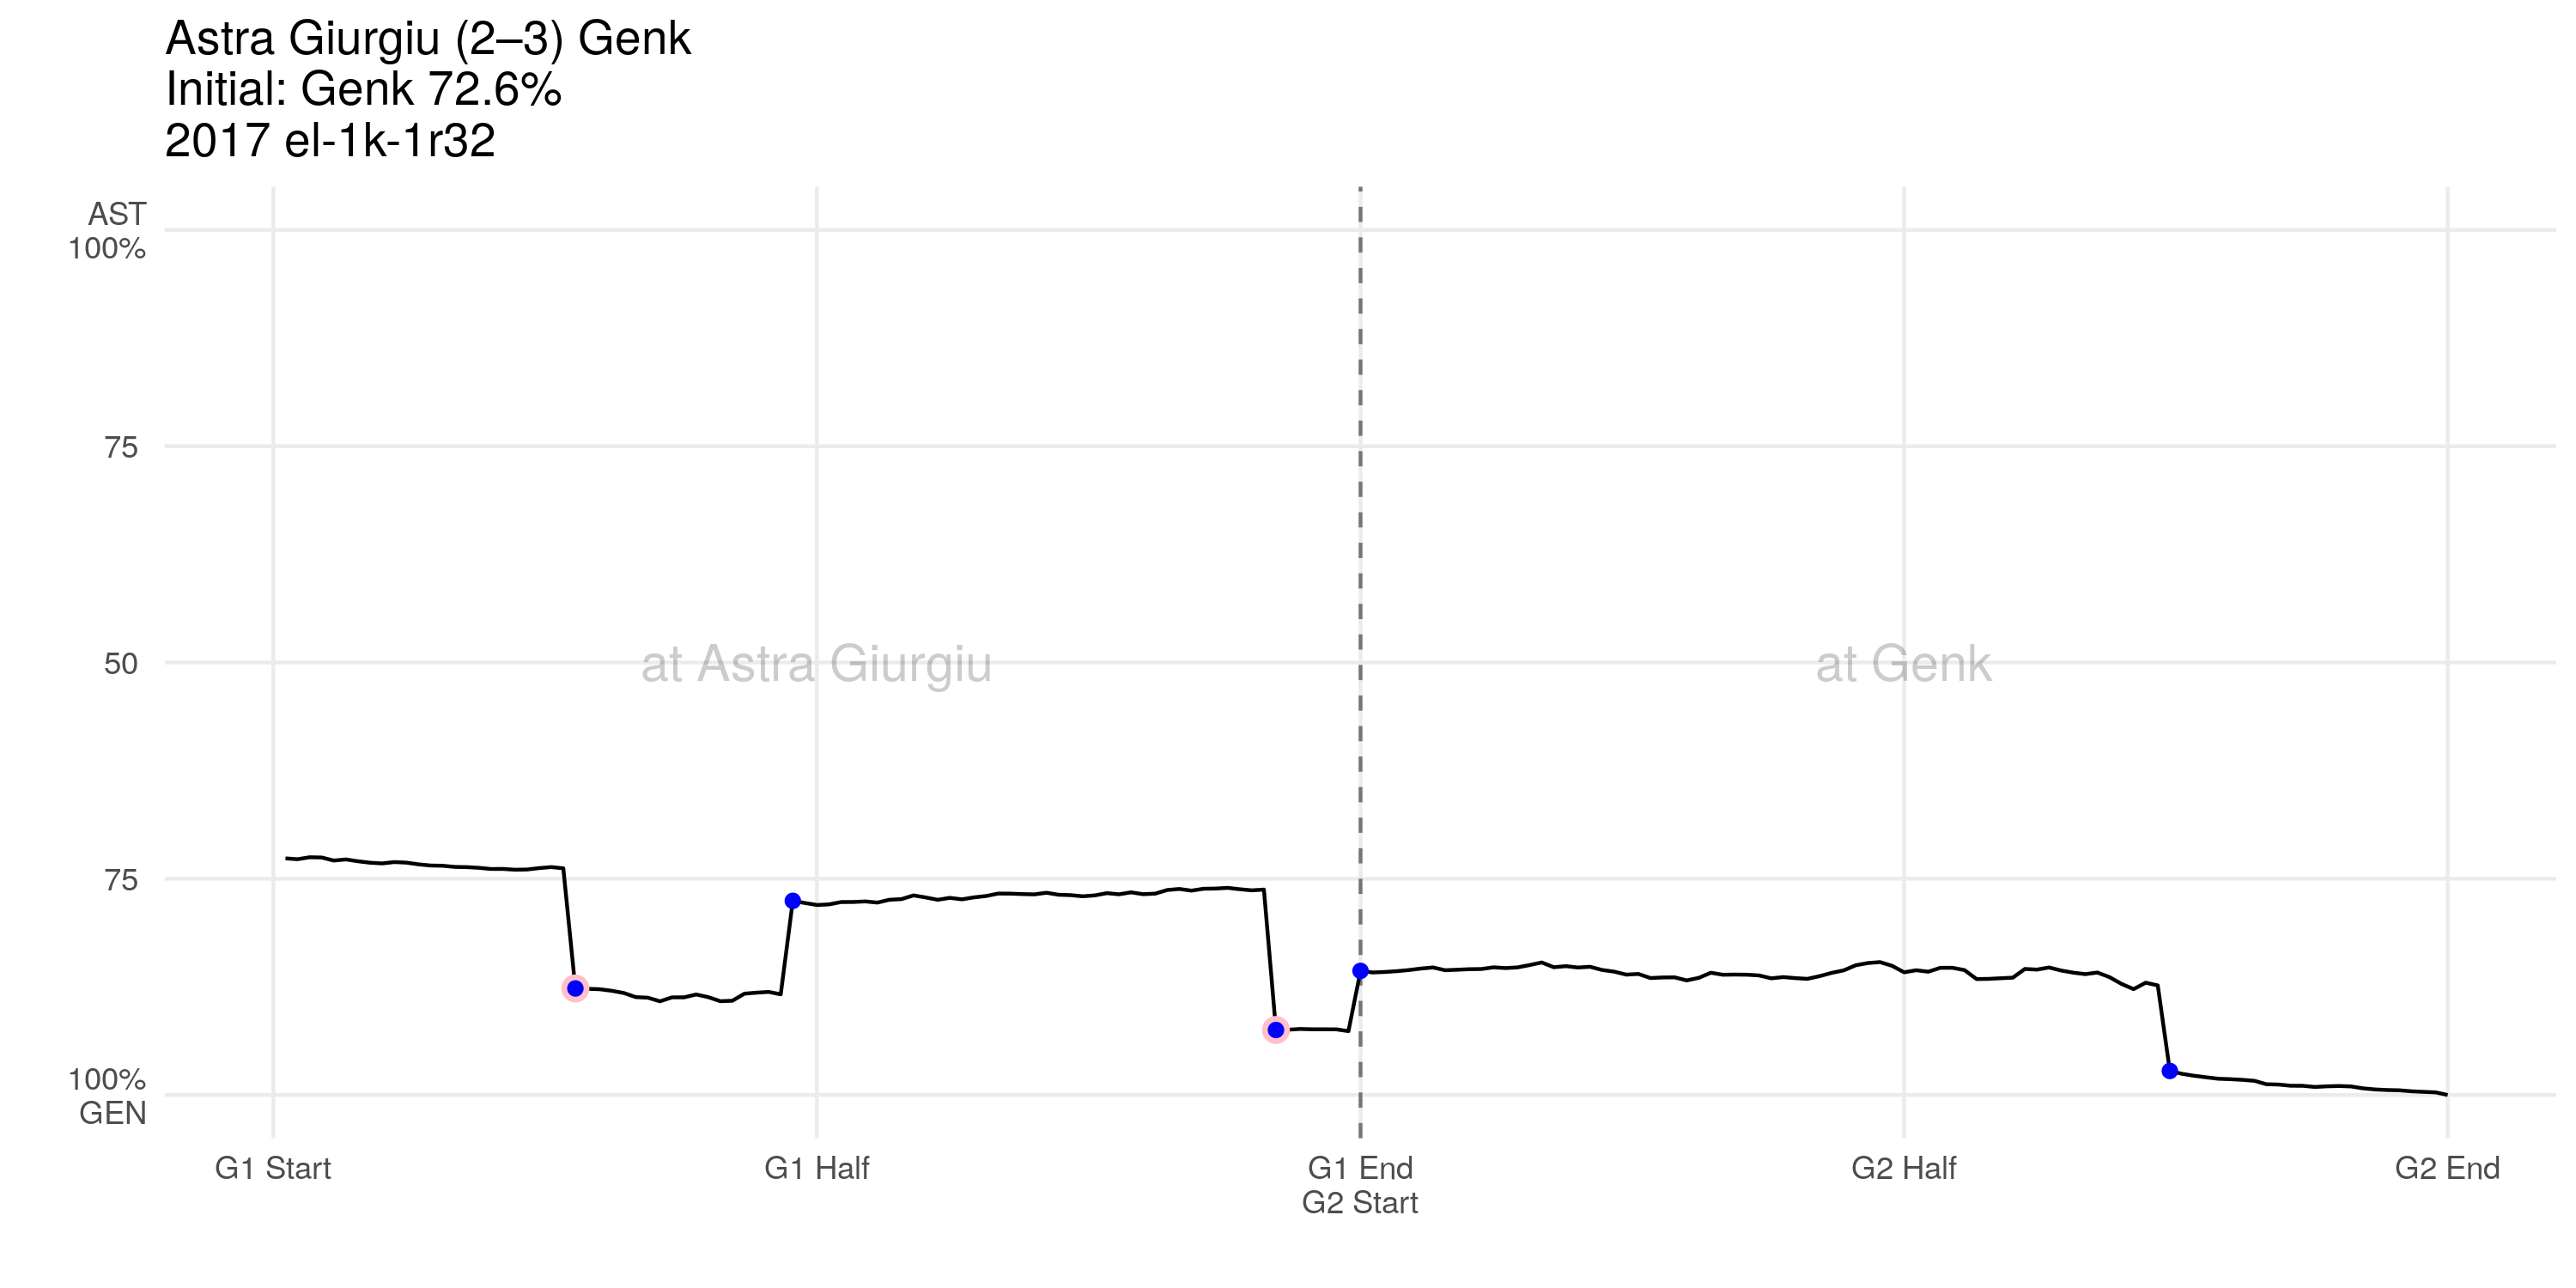 Astra Giurgiu (2–3) Genk
Initial: Genk 72.6%
2017 el-1k-1r32
AST
100%
75
50
75
100%
GEN
at Astra Giurgiu
at Genk
G1 Start
G1 Half
G1 End
G2 Start
G2 Half
G2 End